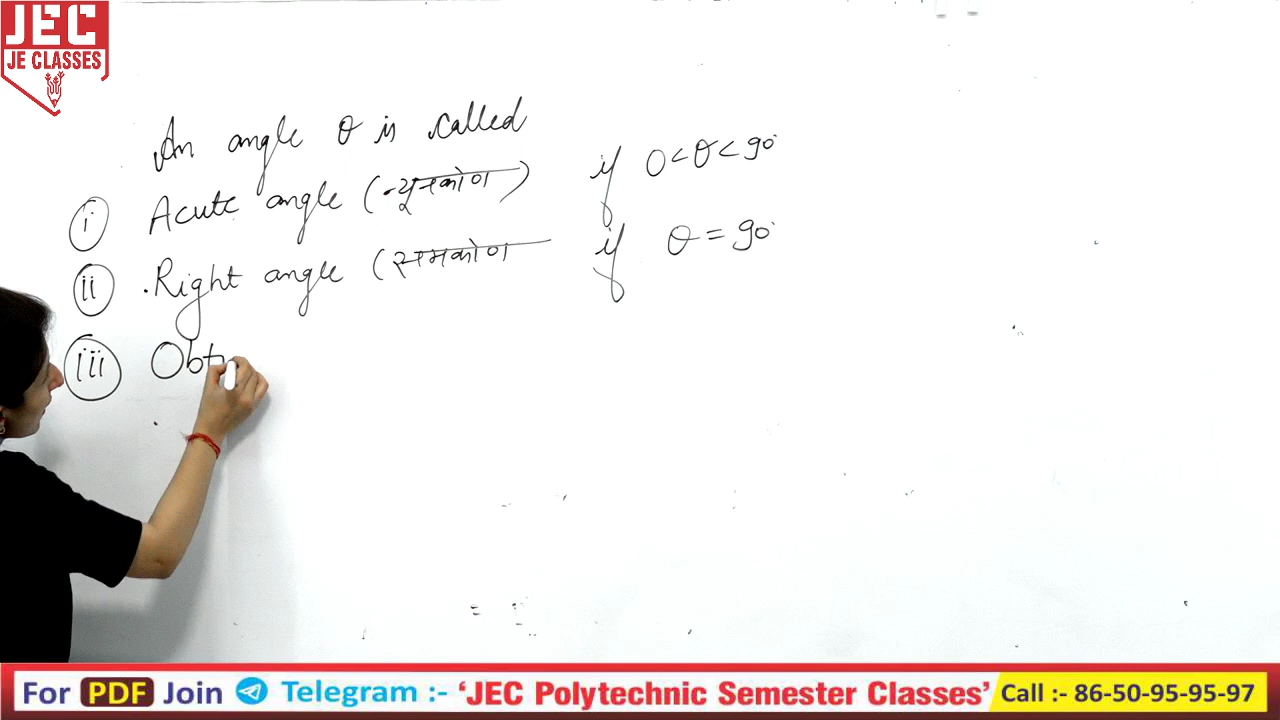 JEC
JE CLASSES
An angle θ is called
i Acute angle (न्यूनकोण) if 0<θ<90°
ii Right angle (समकोण if θ = 90°
iii Obt
For PDF Join Telegram :- ‘JEC Polytechnic Semester Classes’ Call :- 86-50-95-95-97